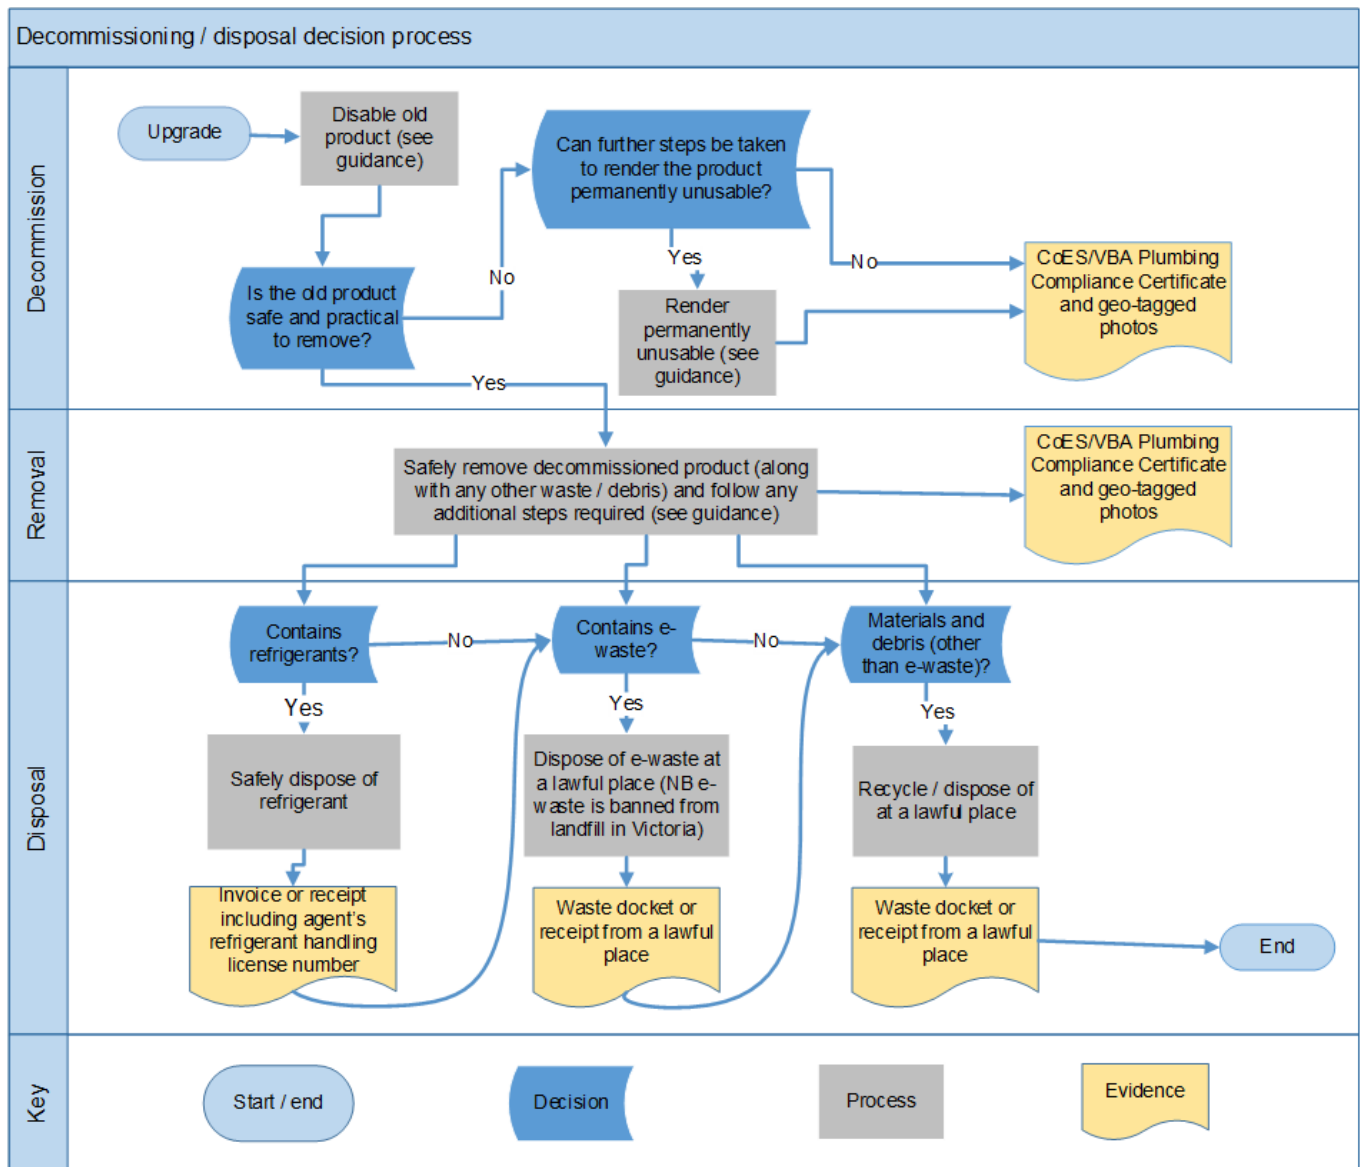 Decommissioning / disposal decision process
Decommission
Upgrade
Disable old
product (see
guidance)
Can further steps be taken
to render the product
permanently unusable?
Is the old product
safe and practical
to remove?
No
Yes
No
Render
permanently
unusable (see
guidance)
CoES/VBA Plumbing
Compliance Certificate
and geo-tagged
photos
Yes
Removal
Safely remove decommissioned product (along
with any other waste / debris) and follow any
additional steps required (see guidance)
CoES/VBA Plumbing
Compliance Certificate
and geo-tagged
photos
Disposal
Contains
refrigerants?
No
Contains e-
waste?
No
Materials and
debris (other
than e-waste)?
Yes
Yes
Yes
Safely dispose of
refrigerant
Dispose of e-waste at
a lawful place (NB e-
waste is banned from
landfill in Victoria)
Recycle / dispose of
at a lawful place
Invoice or receipt
including agent's
refrigerant handling
license number
Waste docket or
receipt from a lawful
place
Waste docket or
receipt from a lawful
place
End
Key
Start / end
Decision
Process
Evidence